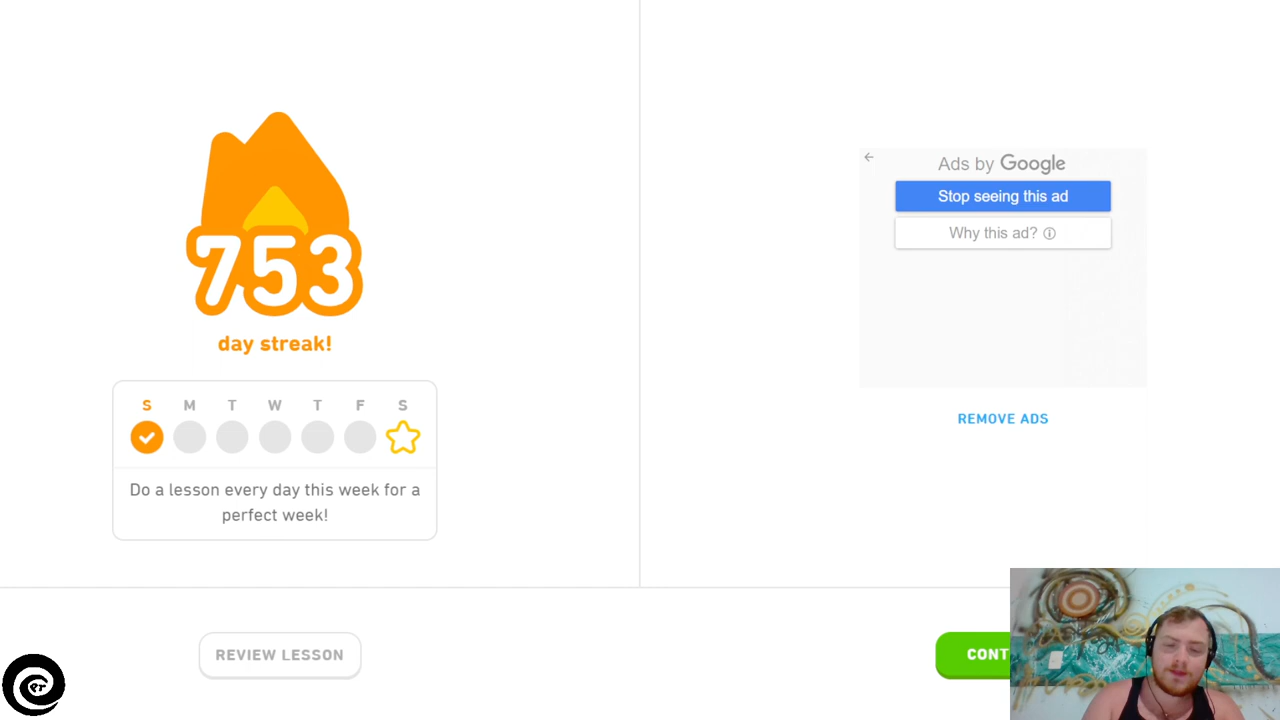 753
day streak!
S M T W T F S
Do a lesson every day this week for a
perfect week!
Ads by Google
Stop seeing this ad
Why this ad?
REMOVE ADS
REVIEW LESSON
CONT